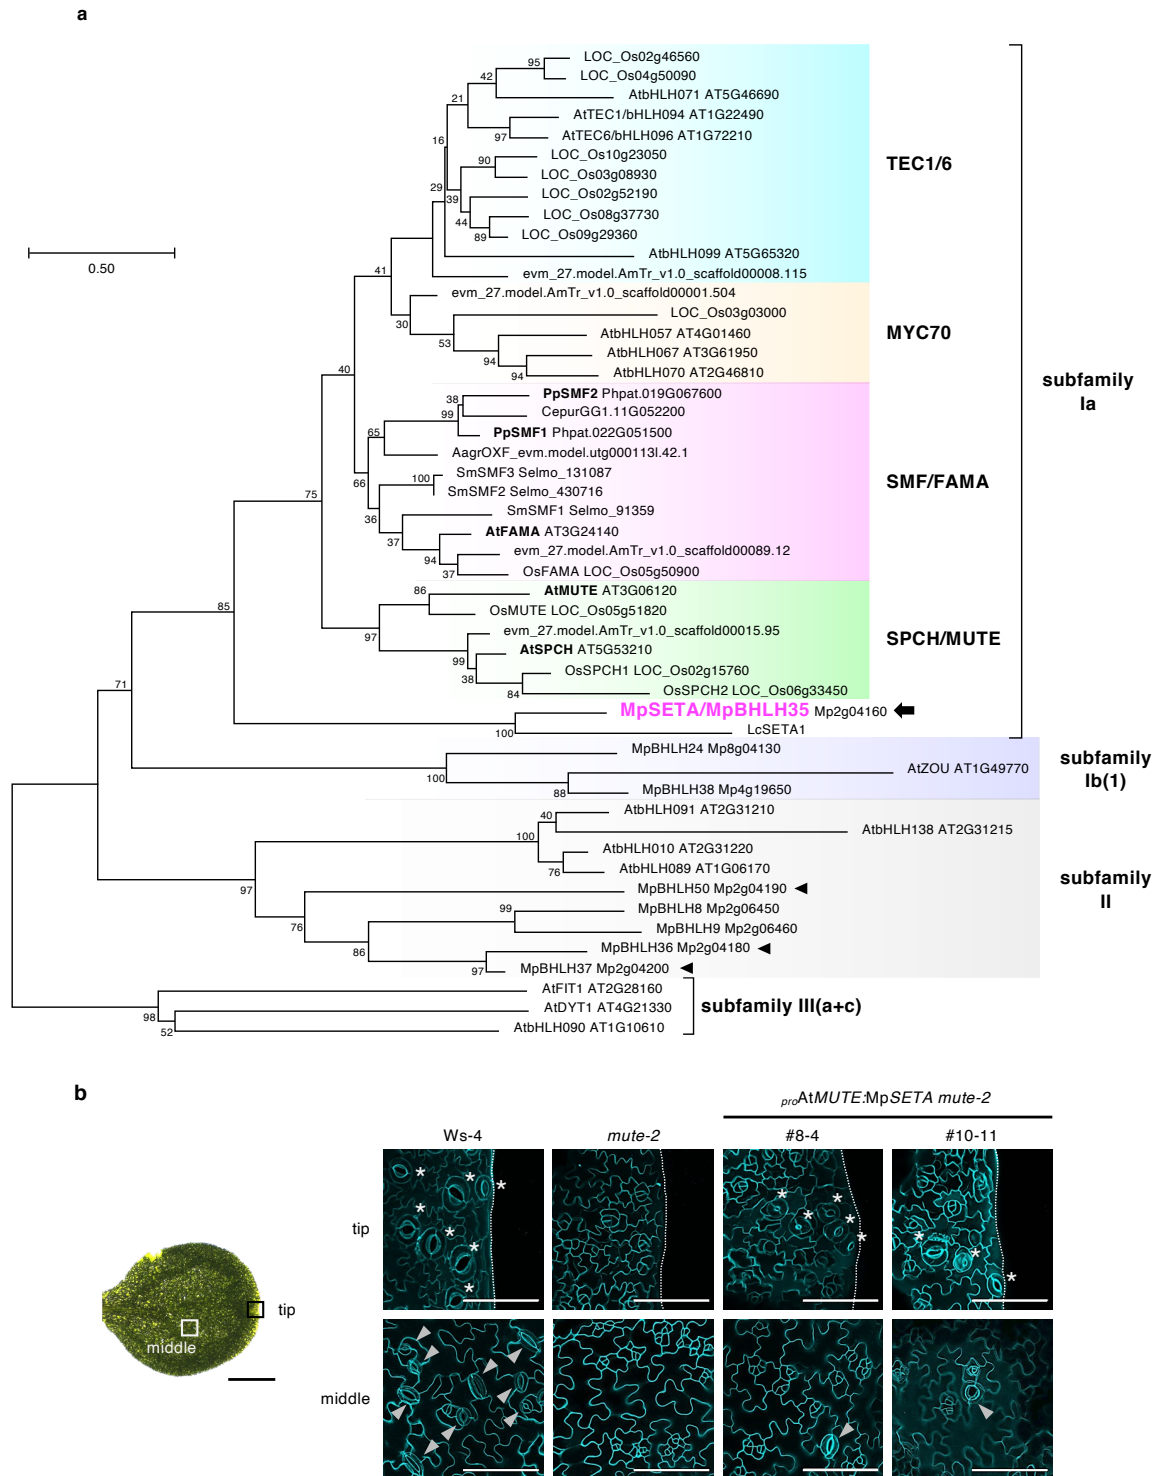 a
LOC_Os02g46560
LOC_Os04g50090
AtbHLH071 AT5G46690
AtTEC1/bHLH094 AT1G22490
AtTEC6/bHLH096 AT1G72210
LOC_Os10g23050
LOC_Os03g08930
LOC_Os02g52190
LOC_Os08g37730
LOC_Os09g29360
AtbHLH099 AT5G65320
evm_27.model.AmTr_v1.0_scaffold00008.115
TEC1/6
evm_27.model.AmTr_v1.0_scaffold00001.504
LOC_Os03g03000
AtbHLH057 AT4G01460
AtbHLH067 AT3G61950
AtbHLH070 AT2G46810
MYC70
PpSMF2 Phpat.019G067600
CepurGG1.11G052200
PpSMF1 Phpat.022G051500
AagrOXF_evm.model.utg000113l.42.1
SmSMF3 Selmo_131087
SmSMF2 Selmo_430716
SmSMF1 Selmo_91359
AtFAMA AT3G24140
evm_27.model.AmTr_v1.0_scaffold00089.12
OsFAMA LOC_Os05g50900
SMF/FAMA
AtMUTE AT3G06120
OsMUTE LOC_Os05g51820
evm_27.model.AmTr_v1.0_scaffold00015.95
AtSPCH AT5G53210
OsSPCH1 LOC_Os02g15760
OsSPCH2 LOC_Os06g33450
SPCH/MUTE
MpSETA/MpBHLH35 Mp2g04160
LcSETA1
subfamily
Ia
MpBHLH24 Mp8g04130
AtZOU AT1G49770
MpBHLH38 Mp4g19650
subfamily
Ib(1)
AtbHLH091 AT2G31210
AtbHLH138 AT2G31215
AtbHLH010 AT2G31220
AtbHLH089 AT1G06170
MpBHLH50 Mp2g04190
MpBHLH8 Mp2g06450
MpBHLH9 Mp2g06460
MpBHLH36 Mp2g04180
MpBHLH37 Mp2g04200
subfamily
II
AtFIT1 AT2G28160
AtDYT1 AT4G21330
AtbHLH090 AT1G10610
subfamily III(a+c)
0.50
95
42
21
97
16
90
29
39
44
89
41
30
53
94
94
40
38
99
65
66
100
36
37
94
37
75
86
97
99
38
84
85
100
71
100
88
40
100
76
97
99
76
86
97
98
52
b
proAtMUTE:MpSETA mute-2
Ws-4
mute-2
#8-4
#10-11
tip
* * * * * *
* * * * *
* * *
middle
tip
middle